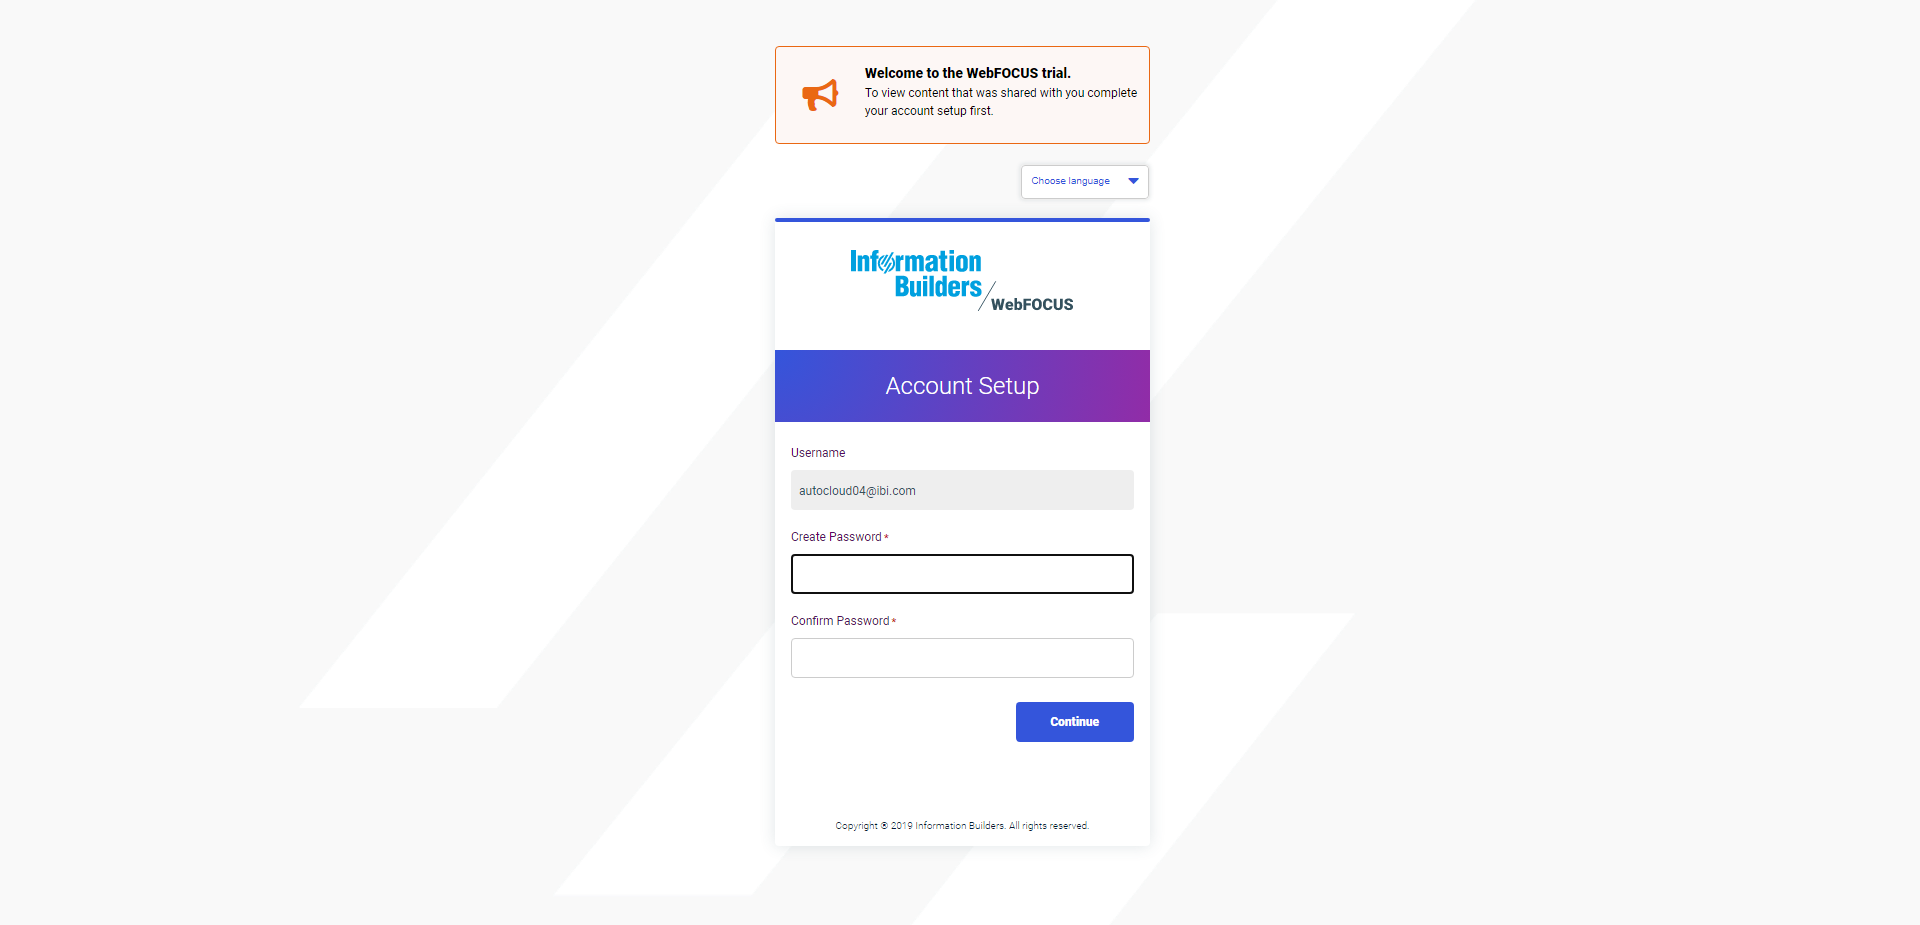 Welcome to the WebFOCUS trial.
To view content that was shared with you complete
your account setup first.
Choose language
Information
Builders
WebFOCUS
Account Setup
Username
autocloud04@ibi.com
Create Password *
Confirm Password *
Continue
Copyright ® 2019 Information Builders. All rights reserved.